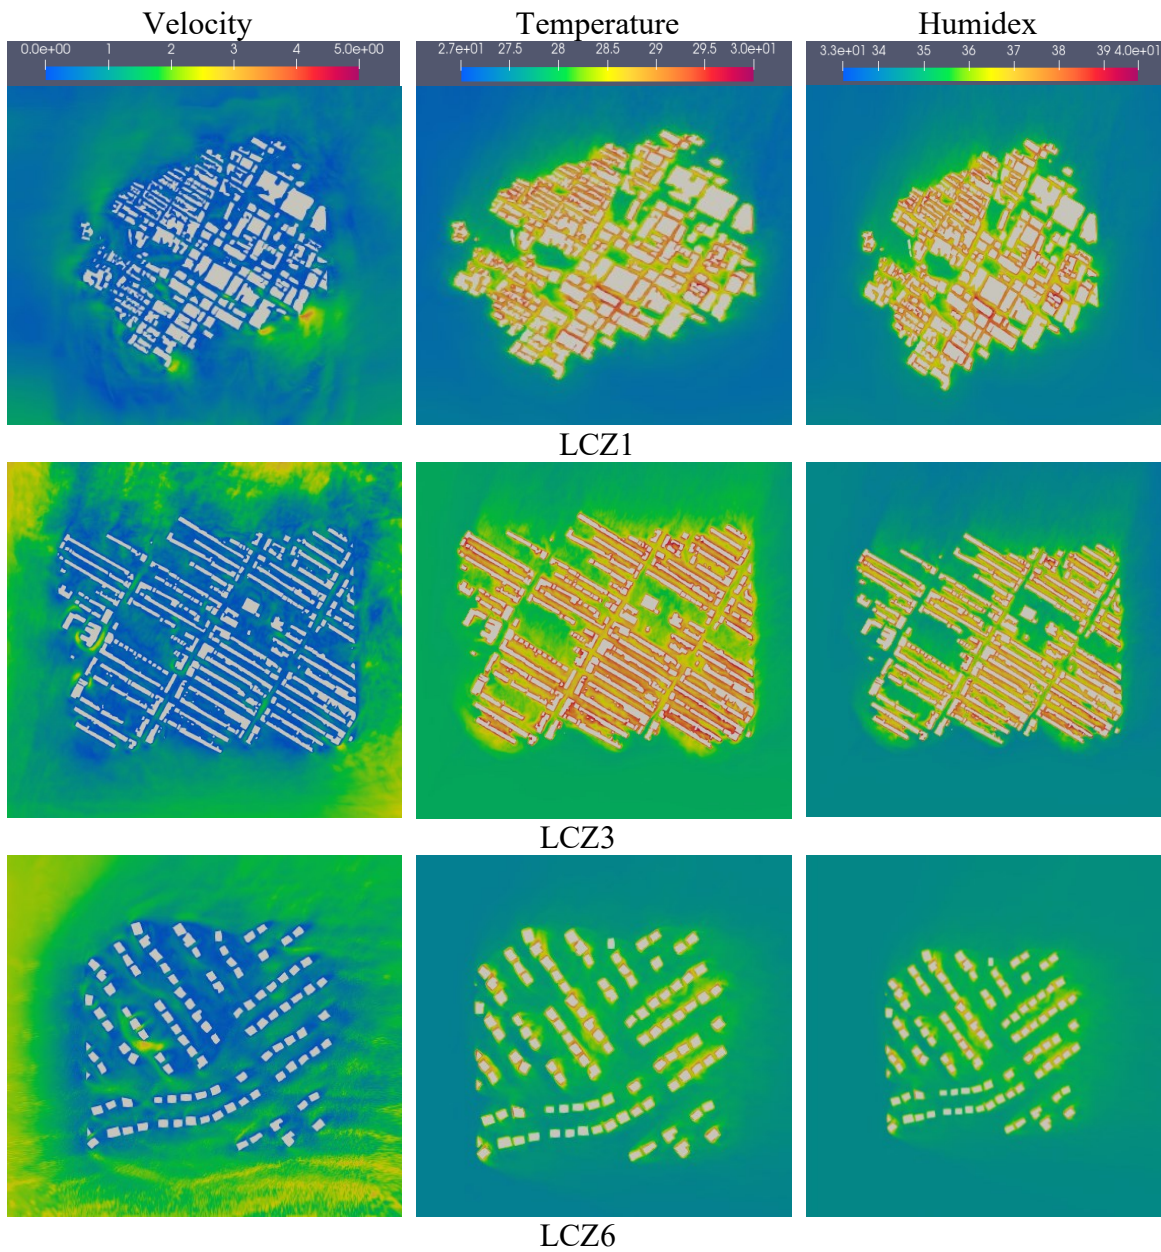 Velocity Temperature Humidex
0.0e+00 1 2 3 4 5.0e+00 2.7e+01 27.5 28 28.5 29 29.5 3.0e+01 3.3e+01 34 35 36 37 38 39 4.0e+01
LCZ1
LCZ3
LCZ6